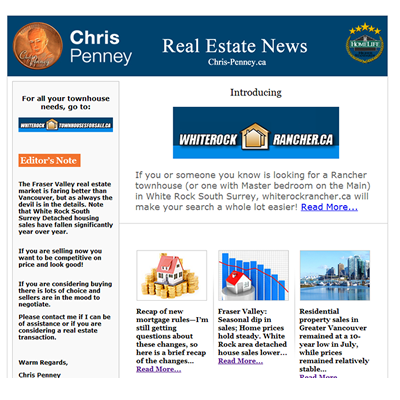 Chris
Penney
Real Estate News
Chris-Penney.ca
HOMELIFE
For all your townhouse
needs, go to:
WHITEROCK TOWNHOUSESFORSALE.CA
Editor's Note
The Fraser Valley real estate
market is faring better than
Vancouver, but as always the
devil is in the details. Note
that White Rock South
Surrey Detached housing
sales have fallen significantly
year over year.
If you are selling now you
want to be competitive on
price and look good!
If you are considering buying
there is lots of choice and
sellers are in the mood to
negotiate.
Please contact me if I can be
of assistance or if you are
considering a real estate
transaction.
Warm Regards,
Chris Penney
Introducing
WHITEROCK RANCHER.CA
If you or someone you know is looking for a Rancher
townhouse (or one with Master bedroom on the Main)
in White Rock South Surrey, whiterockrancher.ca will
make your search a whole lot easier! Read More...
Recap of new
mortgage rules—I'm
still getting
questions about
these changes, so
here is a brief recap
of the changes...
Read More...
Fraser Valley:
Seasonal dip in
sales; Home prices
hold steady. White
Rock area detached
house sales lower...
Read More...
Residential
property sales in
Greater Vancouver
remained at a 10-
year low in July,
while prices
remained relatively
stable...
Read More...